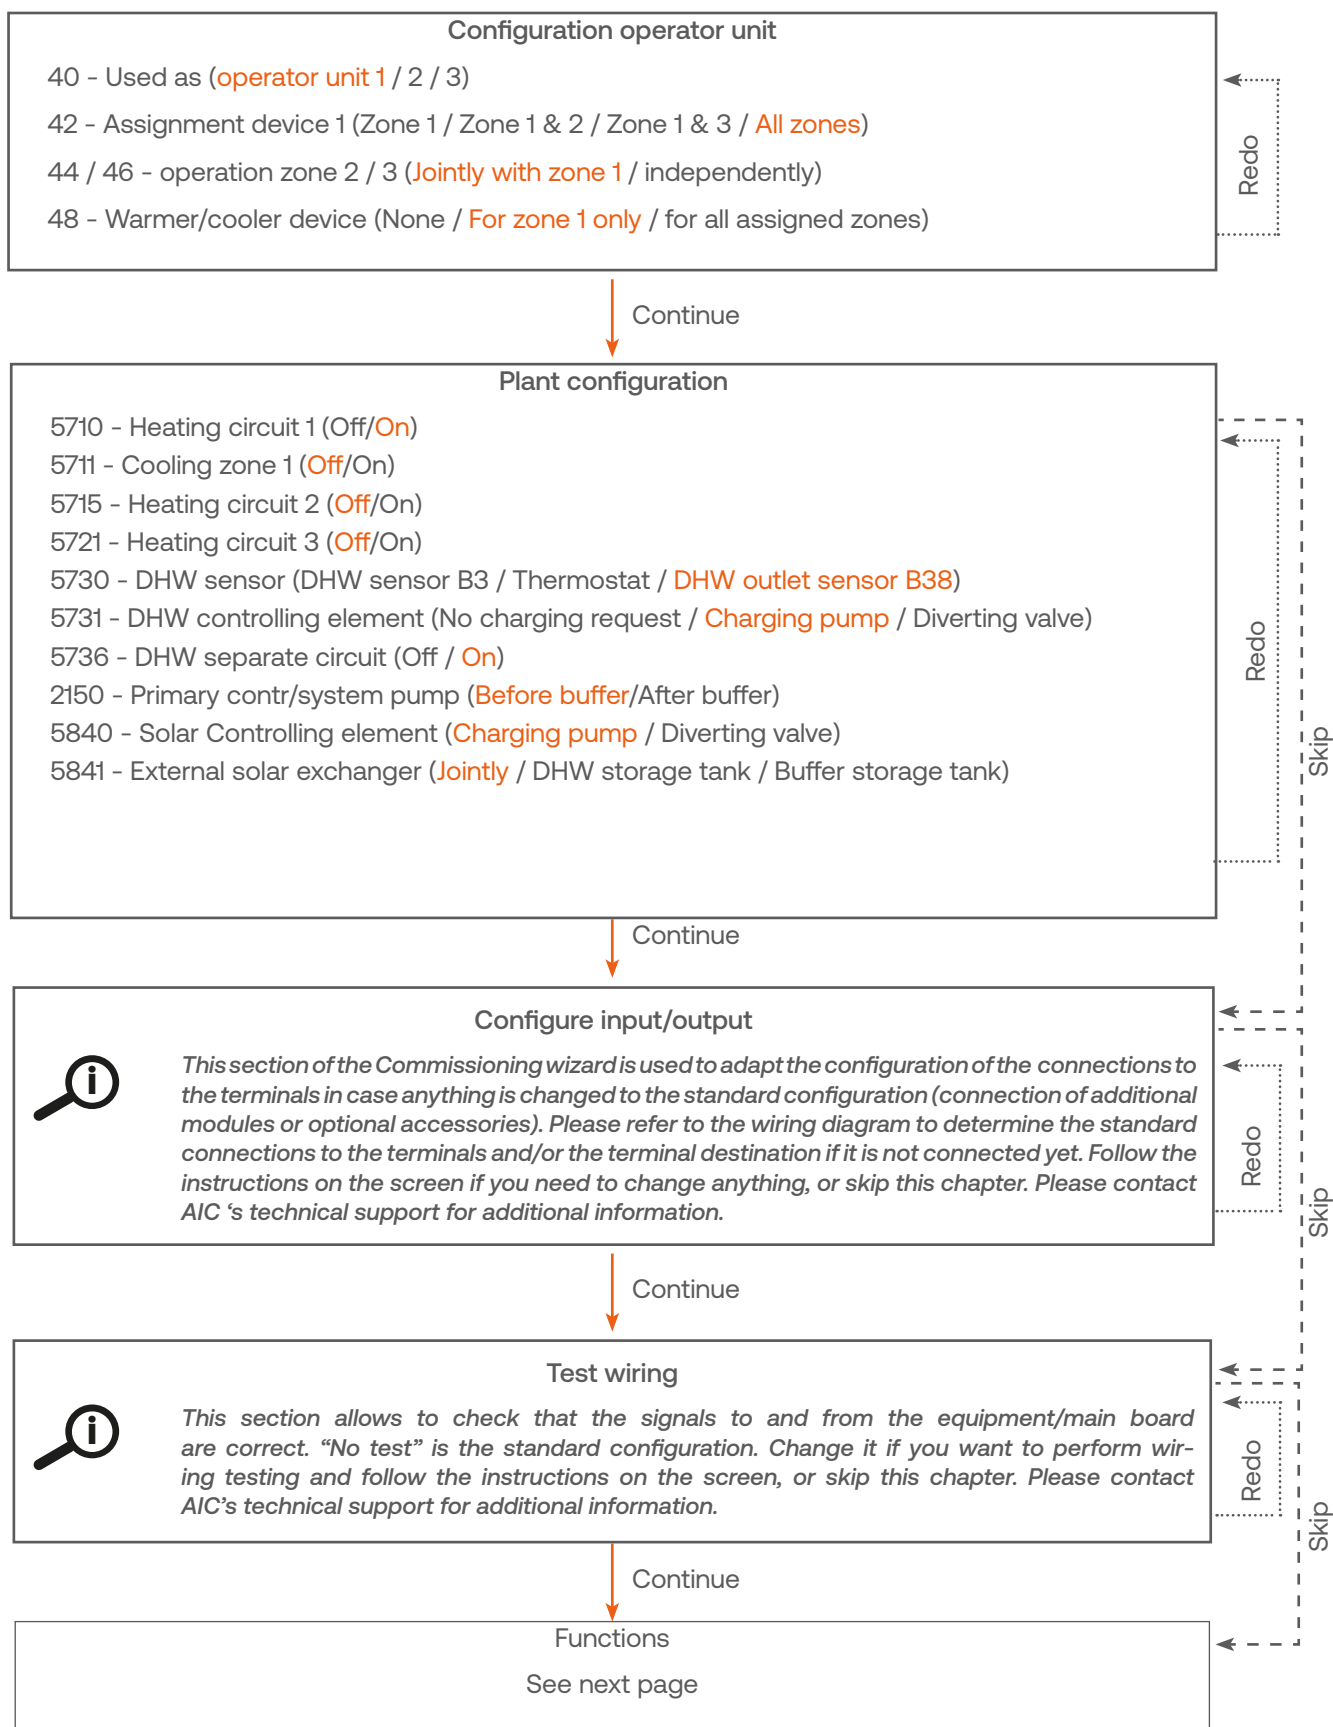 Configuration operator unit
40 - Used as (operator unit 1 / 2 / 3)
42 - Assignment device 1 (Zone 1 / Zone 1 & 2 / Zone 1 & 3 / All zones)
44 / 46 - operation zone 2 / 3 (Jointly with zone 1 / independently)
48 - Warmer/cooler device (None / For zone 1 only / for all assigned zones)
Redo
Continue
Plant configuration
5710 - Heating circuit 1 (Off/On)
5711 - Cooling zone 1 (Off/On)
5715 - Heating circuit 2 (Off/On)
5721 - Heating circuit 3 (Off/On)
5730 - DHW sensor (DHW sensor B3 / Thermostat / DHW outlet sensor B38)
5731 - DHW controlling element (No charging request / Charging pump / Diverting valve)
5736 - DHW separate circuit (Off / On)
2150 - Primary contr/system pump (Before buffer/After buffer)
5840 - Solar Controlling element (Charging pump / Diverting valve)
5841 - External solar exchanger (Jointly / DHW storage tank / Buffer storage tank)
Redo
Skip
Continue
Configure input/output
This section of the Commissioning wizard is used to adapt the configuration of the connections to
the terminals in case anything is changed to the standard configuration (connection of additional
modules or optional accessories). Please refer to the wiring diagram to determine the standard
connections to the terminals and/or the terminal destination if it is not connected yet. Follow the
instructions on the screen if you need to change anything, or skip this chapter. Please contact
AIC ‘s technical support for additional information.
Redo
Skip
Continue
Test wiring
This section allows to check that the signals to and from the equipment/main board
are correct. “No test” is the standard configuration. Change it if you want to perform wir-
ing testing and follow the instructions on the screen, or skip this chapter. Please contact
AIC’s technical support for additional information.
Redo
Skip
Continue
Functions
See next page